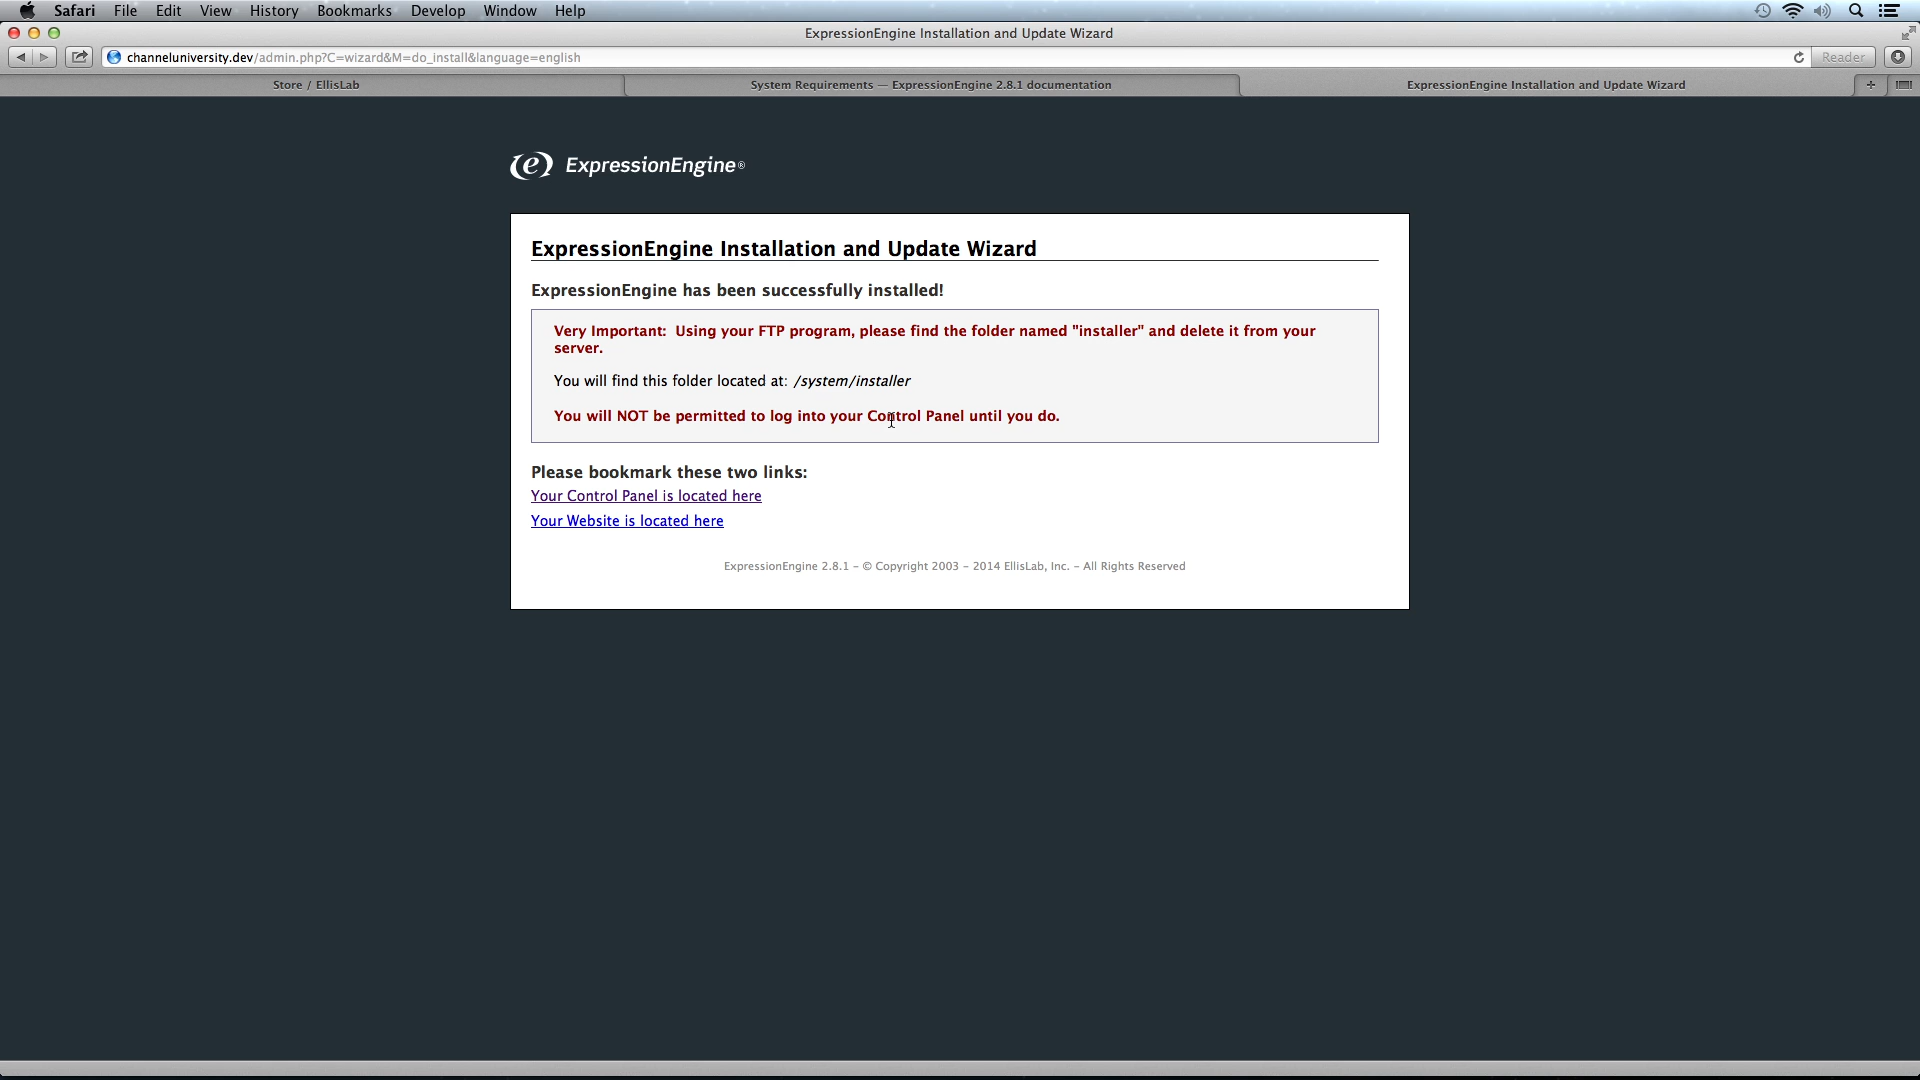 Safari File Edit View History Bookmarks Develop Window Help
ExpressionEngine Installation and Update Wizard
channeluniversity.dev/admin.php?C=wizard&M=do_install&language=english
Reader
Store / EllisLab
System Requirements — ExpressionEngine 2.8.1 documentation
ExpressionEngine Installation and Update Wizard
ExpressionEngine®
ExpressionEngine Installation and Update Wizard
ExpressionEngine has been successfully installed!
Very Important: Using your FTP program, please find the folder named "installer" and delete it from your
server.
You will find this folder located at: /system/installer
You will NOT be permitted to log into your Control Panel until you do.
Please bookmark these two links:
Your Control Panel is located here
Your Website is located here
ExpressionEngine 2.8.1 - © Copyright 2003 - 2014 EllisLab, Inc. - All Rights Reserved